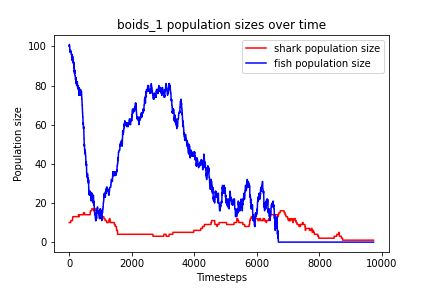 boids_1 population sizes over time
shark population size
fish population size
Population size
100
80
60
40
20
0
0 2000 4000 6000 8000 10000
Timesteps